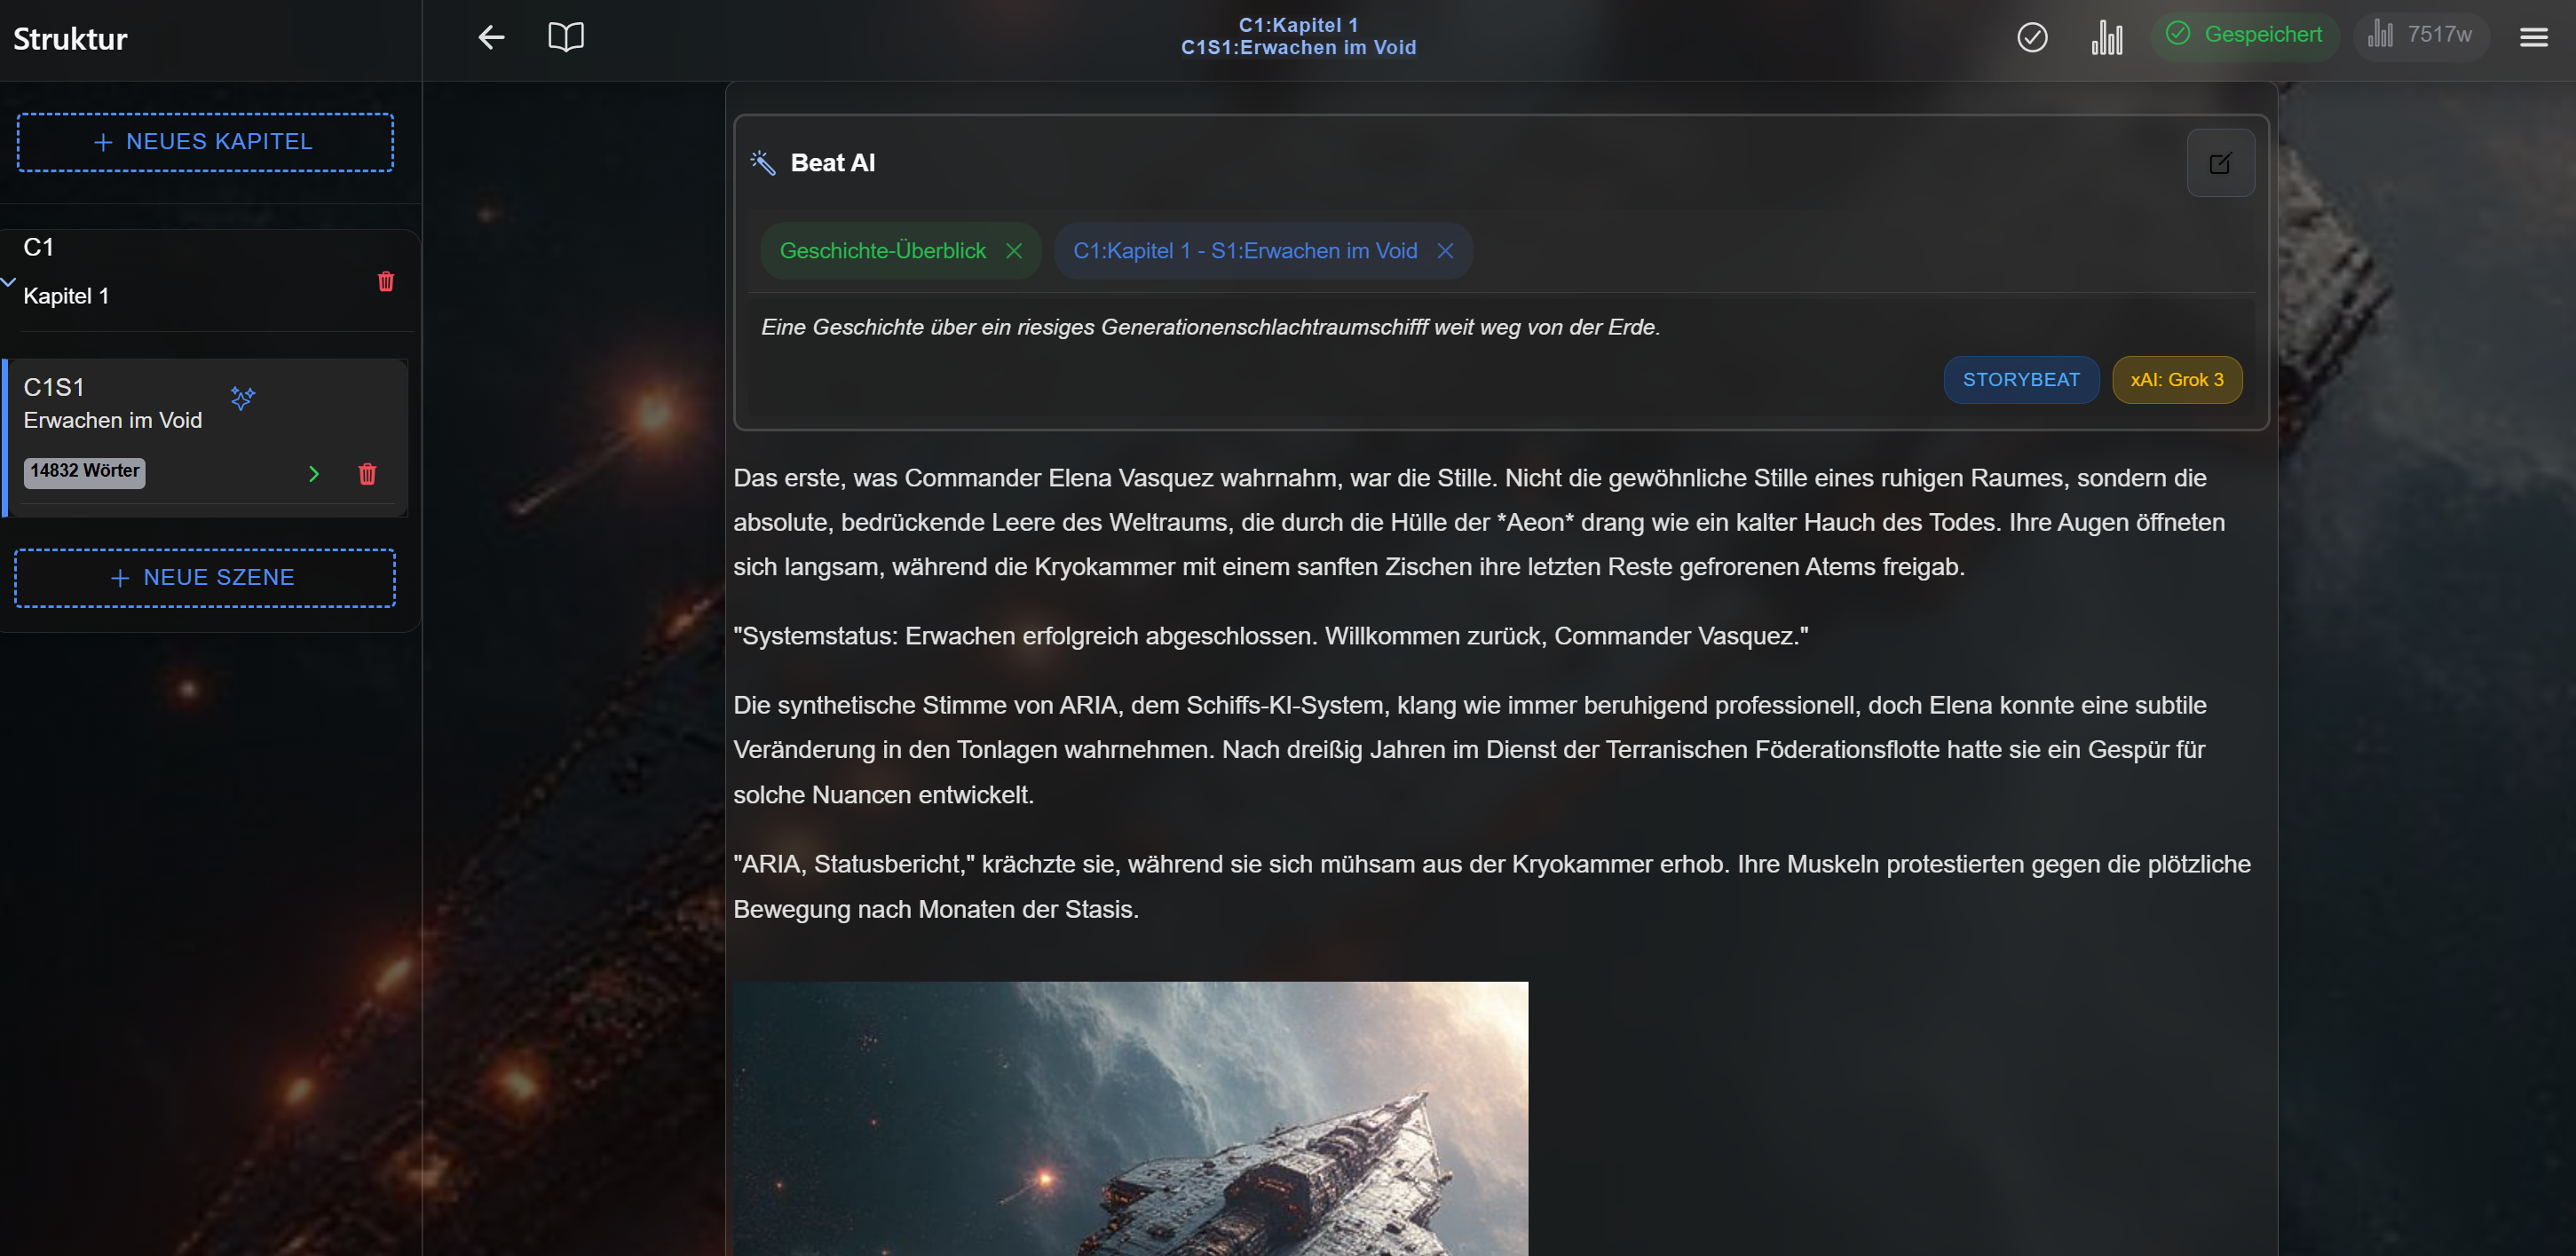 Struktur
C1:Kapitel 1
C1S1:Erwachen im Void
Gespeichert
7517w
+ NEUES KAPITEL
C1
Kapitel 1
C1S1
Erwachen im Void
14832 Wörter
+ NEUE SZENE
Beat AI
Geschichte-Überblick
C1:Kapitel 1 - S1:Erwachen im Void
Eine Geschichte über ein riesiges Generationenschlachtraumschifff weit weg von der Erde.
STORYBEAT
xAI: Grok 3
Das erste, was Commander Elena Vasquez wahrnahm, war die Stille. Nicht die gewöhnliche Stille eines ruhigen Raumes, sondern die
absolute, bedrückende Leere des Weltraums, die durch die Hülle der *Aeon* drang wie ein kalter Hauch des Todes. Ihre Augen öffneten
sich langsam, während die Kryokammer mit einem sanften Zischen ihre letzten Reste gefrorenen Atems freigab.
"Systemstatus: Erwachen erfolgreich abgeschlossen. Willkommen zurück, Commander Vasquez."
Die synthetische Stimme von ARIA, dem Schiffs-KI-System, klang wie immer beruhigend professionell, doch Elena konnte eine subtile
Veränderung in den Tonlagen wahrnehmen. Nach dreißig Jahren im Dienst der Terranischen Föderationsflotte hatte sie ein Gespür für
solche Nuancen entwickelt.
"ARIA, Statusbericht," krächzte sie, während sie sich mühsam aus der Kryokammer erhob. Ihre Muskeln protestierten gegen die plötzliche
Bewegung nach Monaten der Stasis.